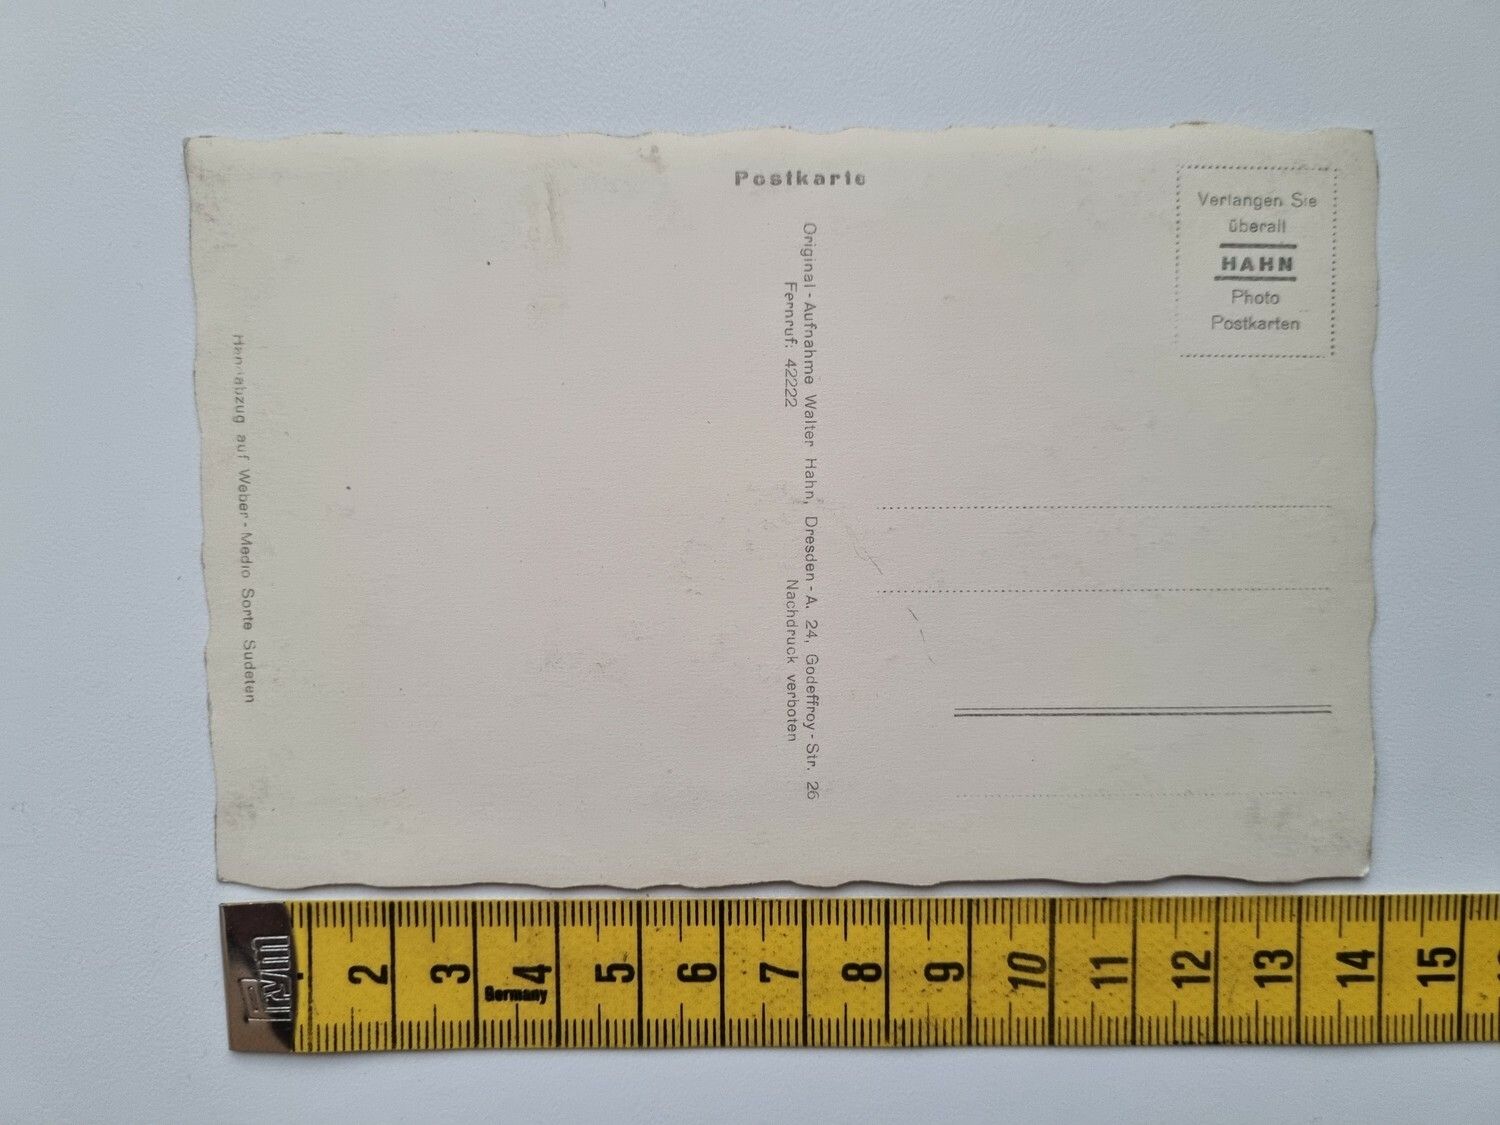 Postkarte
Verlangen Sie
überall
HAHN
Photo
Postkarten
Original-Aufnahme Walter Hahn, Dresden-A. 24, Godeffroy-Str. 26
Fernruf: 42222 Nachdruck verboten
Handabzug auf Weber-Medio Sorte Sudeten
Prym
2 3 4 5 6 7 8 9 10 11 12 13 14 15
Germany